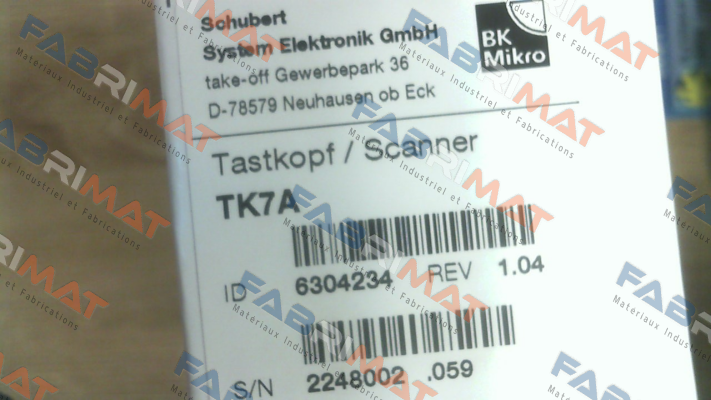 Schubert
System Elektronik GmbH
take-off Gewerbepark 36
D-78579 Neuhausen ob Eck
BK
Mikro
Tastkopf / Scanner
TK7A
ID 6304234 REV 1.04
S/N 2248002 .059
FABRIMAT
Materiaux Industriel et Fabrications